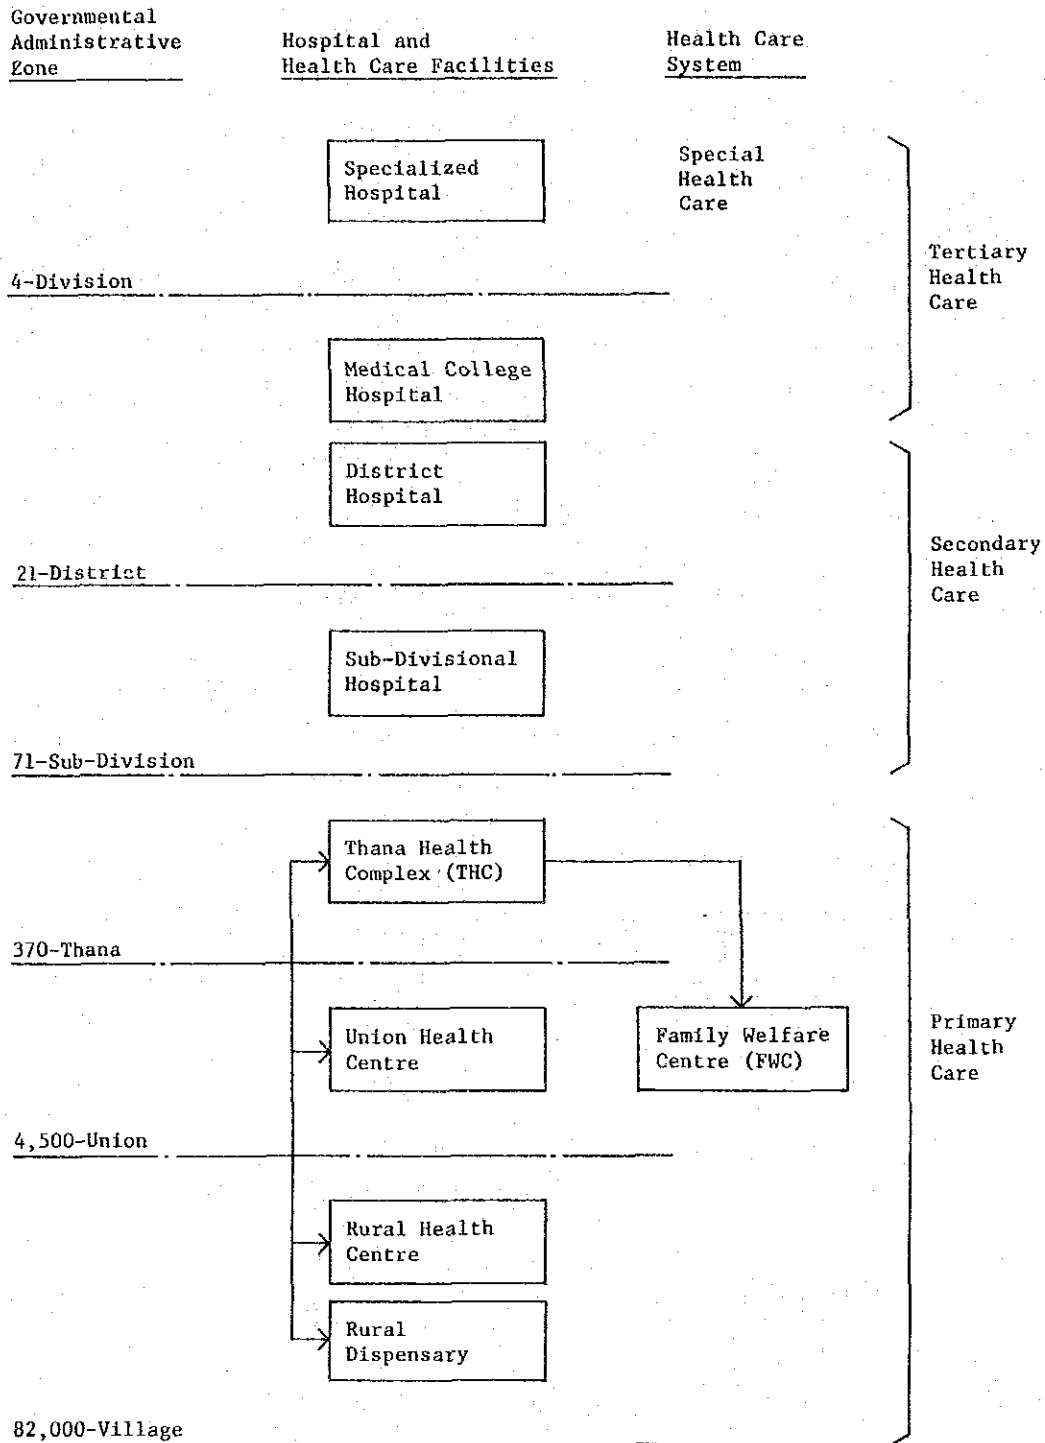 Governmental
Administrative
Zone
Hospital and
Health Care Facilities
Health Care
System
Specialized
Hospital
Special
Health
Care
Tertiary
Health
Care
4-Division
Medical College
Hospital
District
Hospital
Secondary
Health
Care
21-District
Sub-Divisional
Hospital
71-Sub-Division
Thana Health
Complex (THC)
370-Thana
Union Health
Centre
Family Welfare
Centre (FWC)
Primary
Health
Care
4,500-Union
Rural Health
Centre
Rural
Dispensary
82,000-Village